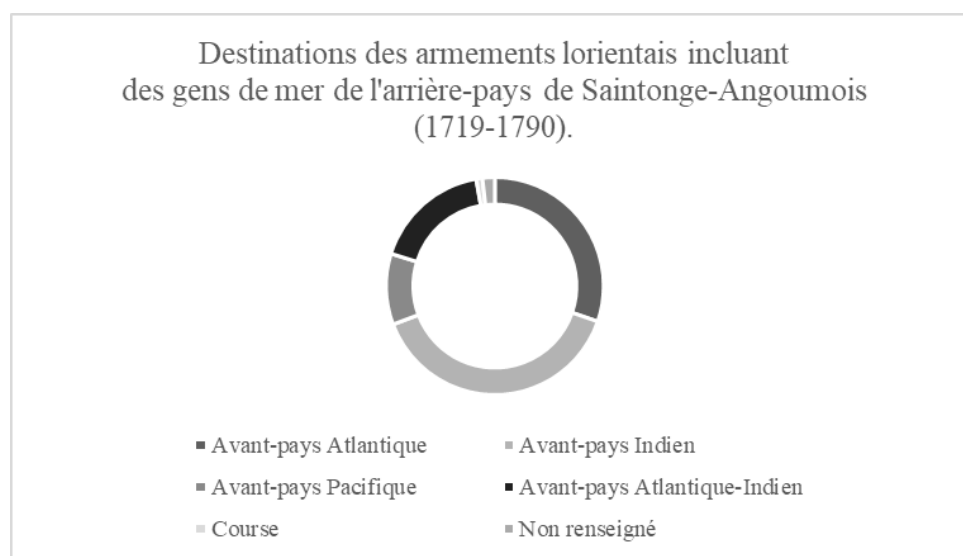 Destinations des armements lorientais incluant
des gens de mer de l'arrière-pays de Saintonge-Angoumois
(1719-1790).
Avant-pays Atlantique
Avant-pays Indien
Avant-pays Pacifique
Avant-pays Atlantique-Indien
Course
Non renseigné